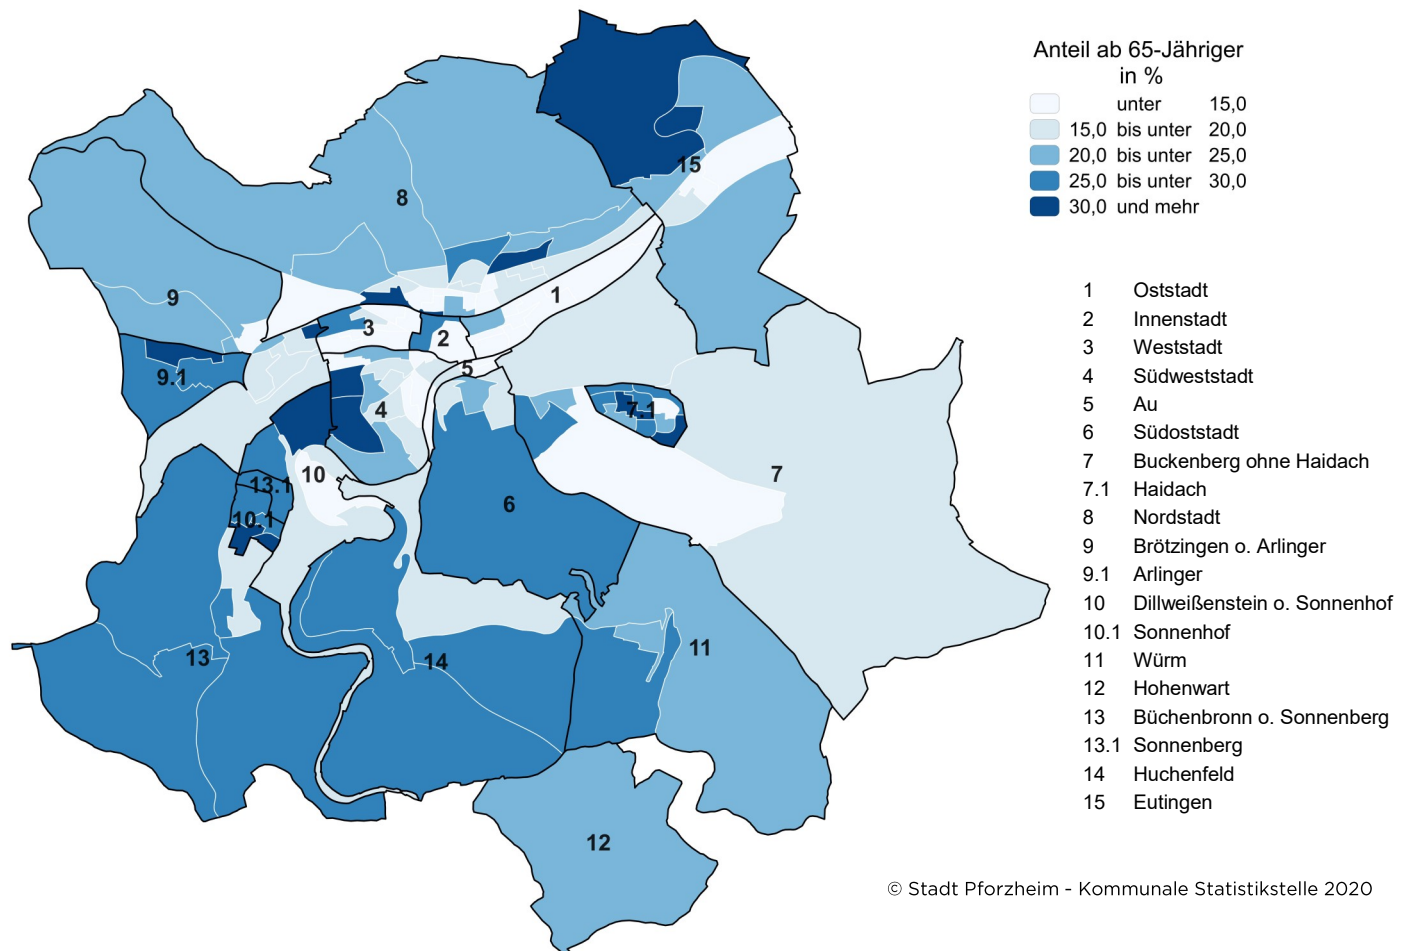 Anteil ab 65-Jähriger
in %
unter 15,0
15,0 bis unter 20,0
20,0 bis unter 25,0
25,0 bis unter 30,0
30,0 und mehr
15
8
9
1
3
2
5
9.1
4
7.1
10
7
13.1
10.1
6
13
14
11
12
1 Oststadt
2 Innenstadt
3 Weststadt
4 Südweststadt
5 Au
6 Südoststadt
7 Buckenberg ohne Haidach
7.1 Haidach
8 Nordstadt
9 Brötzingen o. Arlinger
9.1 Arlinger
10 Dillweißenstein o. Sonnenhof
10.1 Sonnenhof
11 Würm
12 Hohenwart
13 Büchenbronn o. Sonnenberg
13.1 Sonnenberg
14 Huchenfeld
15 Eutingen
© Stadt Pforzheim - Kommunale Statistikstelle 2020